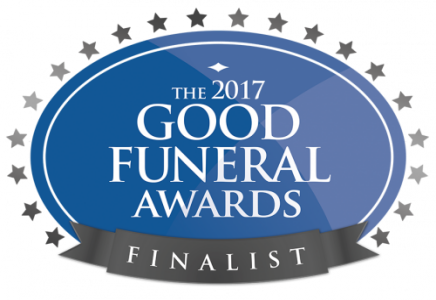 THE 2017
GOOD
FUNERAL
AWARDS
FINALIST